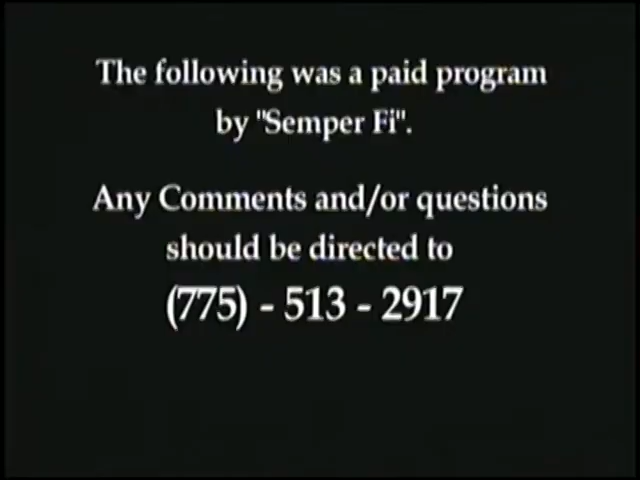 The following was a paid program
by "Semper Fi".
Any Comments and/or questions
should be directed to
(775) - 513 - 2917